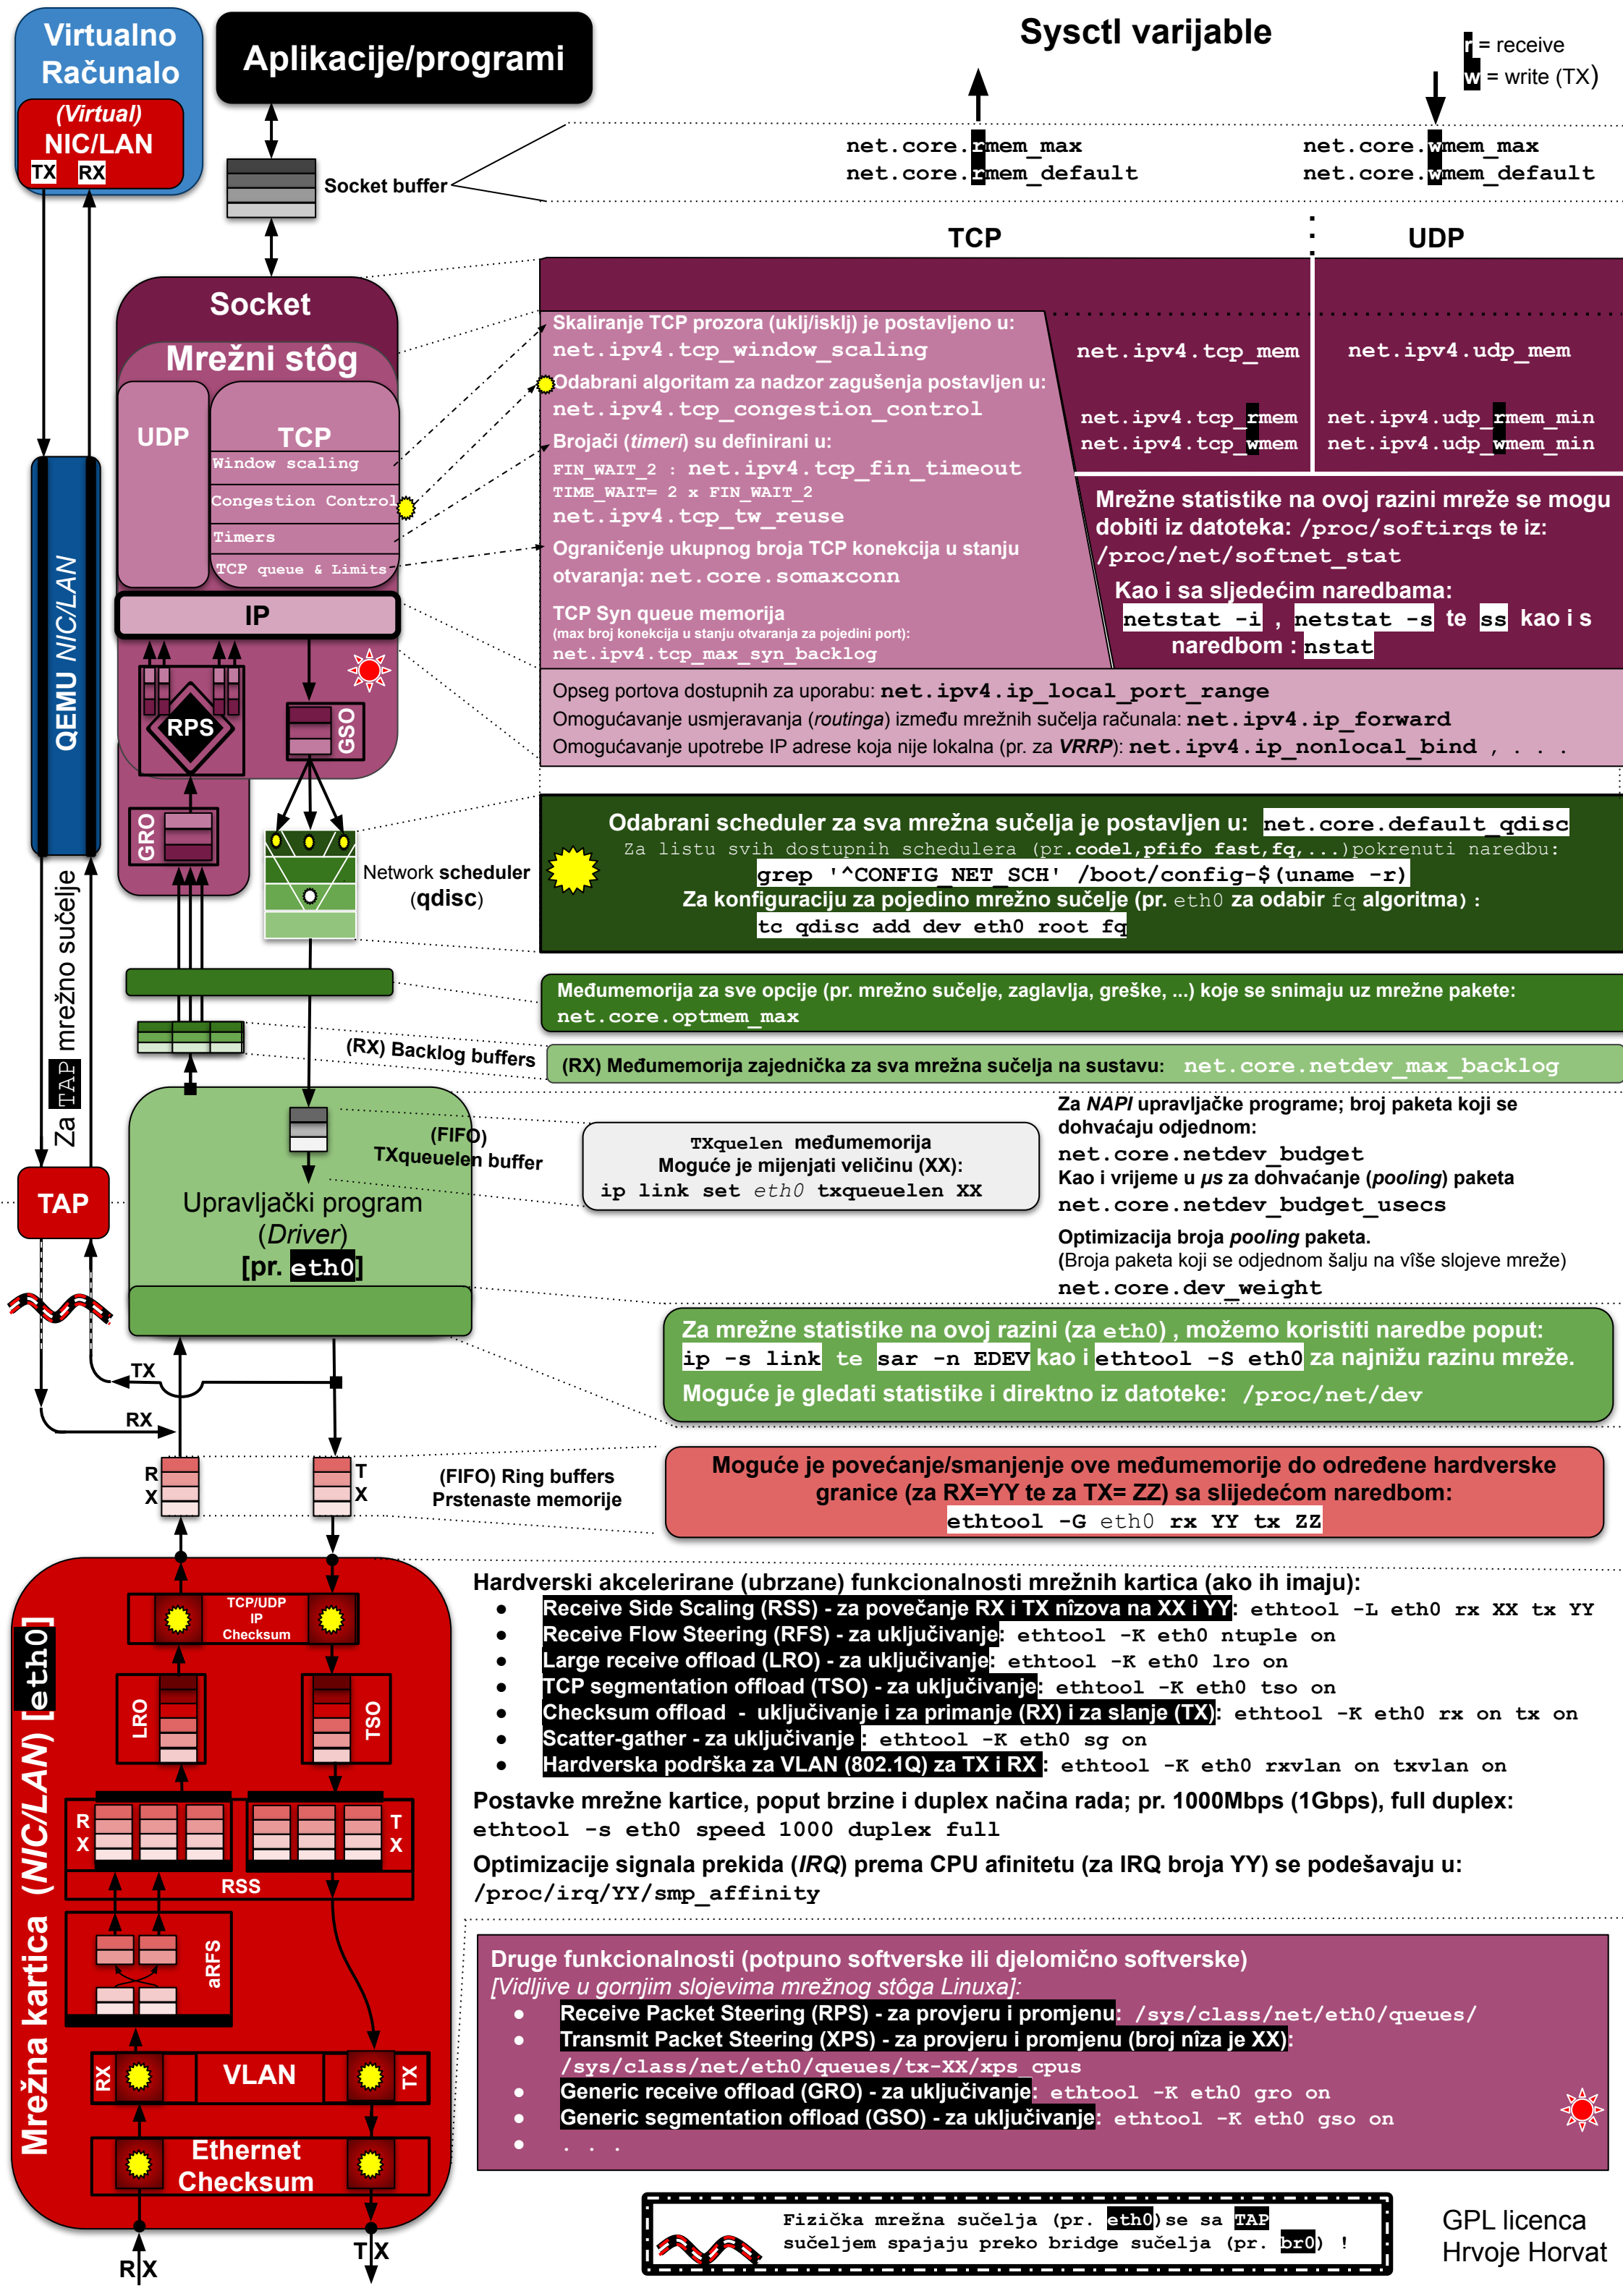 Virtualno
Računalo
(Virtual)
NIC/LAN
TX RX
Aplikacije/programi
Sysctl varijable
r = receive
w = write (TX)
net.core.rmem_max
net.core.rmem_default
net.core.wmem_max
net.core.wmem_default
Socket buffer
TCP
UDP
Socket
Mrežni stôg
UDP
TCP
Window scaling
Congestion Control
Timers
TCP queue & Limits
IP
RPS
GSO
GRO
Skaliranje TCP prozora (uklj/isklj) je postavljeno u:
net.ipv4.tcp_window_scaling
Odabrani algoritam za nadzor zagušenja postavljen u:
net.ipv4.tcp_congestion_control
Brojači (timeri) su definirani u:
FIN_WAIT_2 : net.ipv4.tcp_fin_timeout
TIME_WAIT= 2 x FIN_WAIT_2
net.ipv4.tcp_tw_reuse
Ograničenje ukupnog broja TCP konekcija u stanju
otvaranja: net.core.somaxconn
TCP Syn queue memorija
(max broj konekcija u stanju otvaranja za pojedini port):
net.ipv4.tcp_max_syn_backlog
net.ipv4.tcp_mem
net.ipv4.tcp_rmem
net.ipv4.tcp_wmem
net.ipv4.udp_mem
net.ipv4.udp_rmem_min
net.ipv4.udp_wmem_min
Mrežne statistike na ovoj razini mreže se mogu
dobiti iz datoteka: /proc/softirqs te iz:
/proc/net/softnet_stat
Kao i sa sljedećim naredbama:
netstat -i , netstat -s te ss kao i s
naredbom : nstat
Opseg portova dostupnih za uporabu: net.ipv4.ip_local_port_range
Omogućavanje usmjeravanja (routinga) između mrežnih sučelja računala: net.ipv4.ip_forward
Omogućavanje upotrebe IP adrese koja nije lokalna (pr. za VRRP): net.ipv4.ip_nonlocal_bind , . . .
QEMU NIC/LAN
Za TAP mrežno sučelje
TAP
Network scheduler
(qdisc)
Odabrani scheduler za sva mrežna sučelja je postavljen u: net.core.default_qdisc
Za listu svih dostupnih schedulera (pr.codel,pfifo fast,fq,...)pokrenuti naredbu:
grep '^CONFIG_NET_SCH' /boot/config-$(uname -r)
Za konfiguraciju za pojedino mrežno sučelje (pr. eth0 za odabir fq algoritma):
tc qdisc add dev eth0 root fq
Međumemorija za sve opcije (pr. mrežno sučelje, zaglavlja, greške, ...) koje se snimaju uz mrežne pakete:
net.core.optmem_max
(RX) Backlog buffers
(RX) Međumemorija zajednička za sva mrežna sučelja na sustavu: net.core.netdev_max_backlog
(FIFO)
TXqueuelen buffer
Upravljački program
(Driver)
[pr. eth0]
TXquelen međumemorija
Moguće je mijenjati veličinu (XX):
ip link set eth0 txqueuelen XX
Za NAPI upravljačke programe; broj paketa koji se
dohvaćaju odjednom:
net.core.netdev_budget
Kao i vrijeme u µs za dohvaćanje (pooling) paketa
net.core.netdev_budget_usecs
Optimizacija broja pooling paketa.
(Broja paketa koji se odjednom šalju na vîše slojeve mreže)
net.core.dev_weight
Za mrežne statistike na ovoj razini (za eth0) , možemo koristiti naredbe poput:
ip -s link te sar -n EDEV kao i ethtool -S eth0 za najnižu razinu mreže.
Moguće je gledati statistike i direktno iz datoteke: /proc/net/dev
TX
RX
R
X
T
X
(FIFO) Ring buffers
Prstenaste memorije
Moguće je povećanje/smanjenje ove međumemorije do određene hardverske
granice (za RX=YY te za TX= ZZ) sa slijedećom naredbom:
ethtool -G eth0 rx YY tx ZZ
Mrežna kartica (NIC/LAN) [eth0]
TCP/UDP
IP
Checksum
LRO
TSO
R
X
T
X
RSS
aRFS
RX
VLAN
TX
Ethernet
Checksum
RX
TX
Hardverski akcelerirane (ubrzane) funkcionalnosti mrežnih kartica (ako ih imaju):
● Receive Side Scaling (RSS) - za povečanje RX i TX nîzova na XX i YY: ethtool -L eth0 rx XX tx YY
● Receive Flow Steering (RFS) - za uključivanje: ethtool -K eth0 ntuple on
● Large receive offload (LRO) - za uključivanje: ethtool -K eth0 lro on
● TCP segmentation offload (TSO) - za uključivanje: ethtool -K eth0 tso on
● Checksum offload - uključivanje i za primanje (RX) i za slanje (TX): ethtool -K eth0 rx on tx on
● Scatter-gather - za uključivanje : ethtool -K eth0 sg on
● Hardverska podrška za VLAN (802.1Q) za TX i RX : ethtool -K eth0 rxvlan on txvlan on
Postavke mrežne kartice, poput brzine i duplex načina rada; pr. 1000Mbps (1Gbps), full duplex:
ethtool -s eth0 speed 1000 duplex full
Optimizacije signala prekida (IRQ) prema CPU afinitetu (za IRQ broja YY) se podešavaju u:
/proc/irq/YY/smp_affinity
Druge funkcionalnosti (potpuno softverske ili djelomično softverske)
[Vidljive u gornjim slojevima mrežnog stôga Linuxa]:
● Receive Packet Steering (RPS) - za provjeru i promjenu: /sys/class/net/eth0/queues/
● Transmit Packet Steering (XPS) - za provjeru i promjenu (broj nîza je XX):
/sys/class/net/eth0/queues/tx-XX/xps_cpus
● Generic receive offload (GRO) - za uključivanje: ethtool -K eth0 gro on
● Generic segmentation offload (GSO) - za uključivanje: ethtool -K eth0 gso on
● . . .
Fizička mrežna sučelja (pr. eth0)se sa TAP
sučeljem spajaju preko bridge sučelja (pr. br0) !
GPL licenca
Hrvoje Horvat